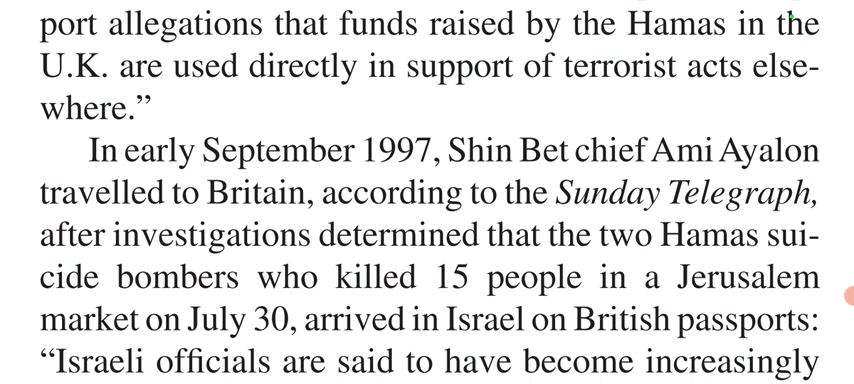 port allegations that funds raised by the Hamas in the
U.K. are used directly in support of terrorist acts else-
where.”
In early September 1997, Shin Bet chief Ami Ayalon
travelled to Britain, according to the Sunday Telegraph,
after investigations determined that the two Hamas sui-
cide bombers who killed 15 people in a Jerusalem
market on July 30, arrived in Israel on British passports:
“Israeli officials are said to have become increasingly